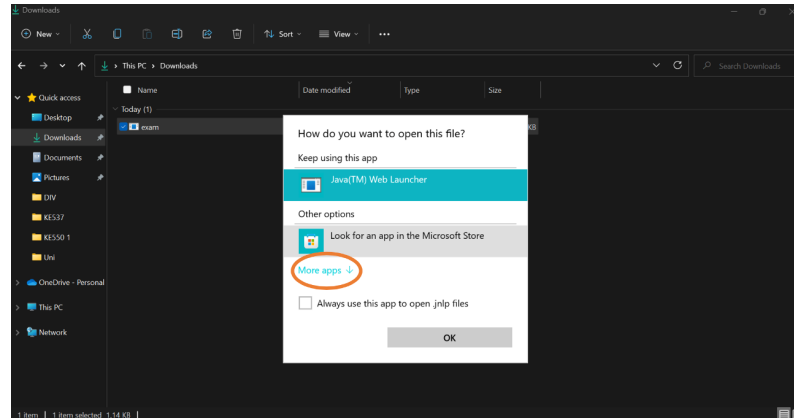 Downloads
New
Sort
View
This PC > Downloads
Search Downloads
Quick access
Desktop
Downloads
Documents
Pictures
DIV
KE537
KE550 1
Uni
OneDrive - Personal
This PC
Network
Name
Date modified
Type
Size
Today (1)
exam
KB
How do you want to open this file?
Keep using this app
Java(TM) Web Launcher
Other options
Look for an app in the Microsoft Store
More apps ↓
Always use this app to open .jnlp files
OK
1 item | 1 item selected 1.14 KB |